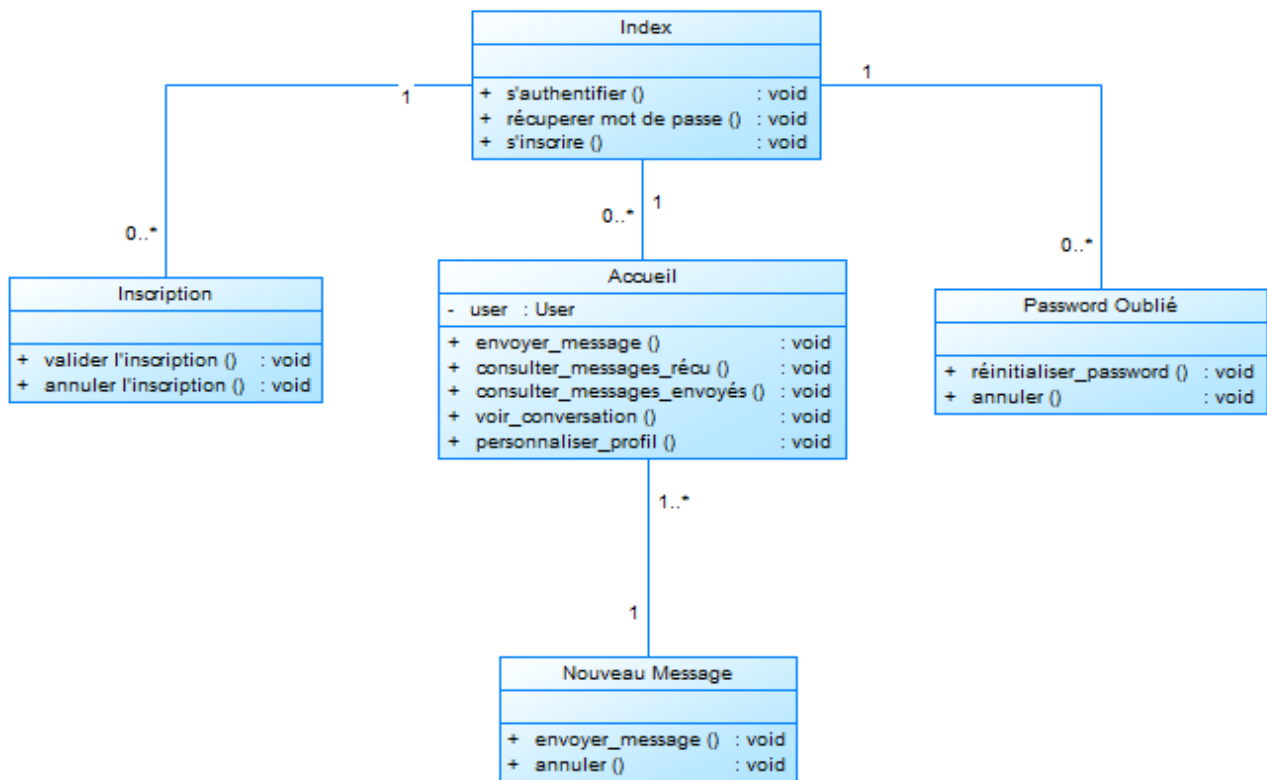 Index
+ s'authentifier () : void
+ récuperer mot de passe () : void
+ s'inscrire () : void
1
1
0..*
0..*
1
0..*
Inscription
+ valider l'inscription () : void
+ annuler l'inscription () : void
Accueil
- user : User
+ envoyer_message () : void
+ consulter_messages_récu () : void
+ consulter_messages_envoyés () : void
+ voir_conversation () : void
+ personnaliser_profil () : void
Password Oublié
+ réinitialiser_password () : void
+ annuler () : void
1..*
1
Nouveau Message
+ envoyer_message () : void
+ annuler () : void